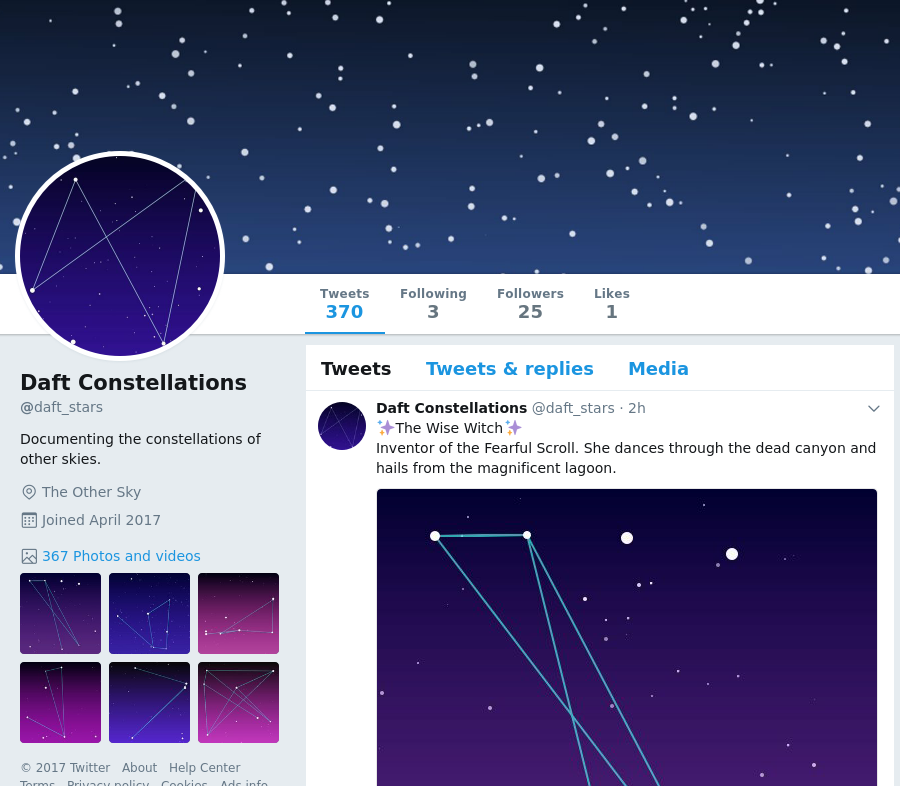 Tweets Following Followers Likes
370 3 25 1
Daft Constellations
@daft_stars
Documenting the constellations of
other skies.
The Other Sky
Joined April 2017
367 Photos and videos
© 2017 Twitter About Help Center
Terms Privacy policy Cookies Ads info
Tweets Tweets & replies Media
Daft Constellations @daft_stars · 2h
✨The Wise Witch✨
Inventor of the Fearful Scroll. She dances through the dead canyon and
hails from the magnificent lagoon.